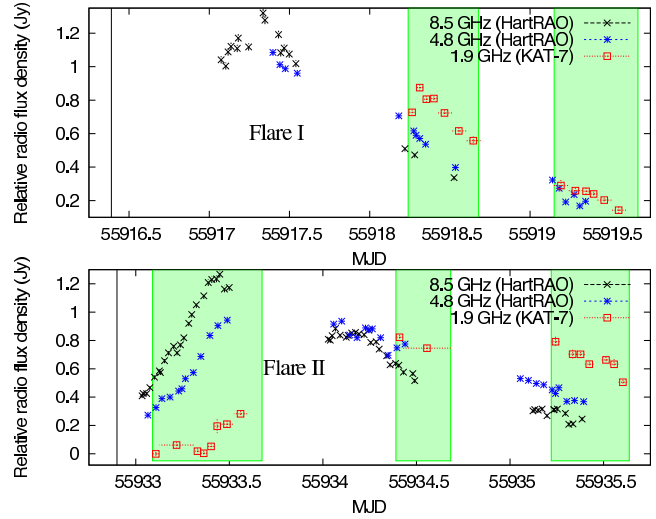 Relative radio flux density (Jy)
1.2
1
0.8
0.6
0.4
0.2
8.5 GHz (HartRAO)
4.8 GHz (HartRAO)
1.9 GHz (KAT-7)
Flare I
55916.5 55917 55917.5 55918 55918.5 55919 55919.5
MJD
Relative radio flux density (Jy)
1.2
1
0.8
0.6
0.4
0.2
0
8.5 GHz (HartRAO)
4.8 GHz (HartRAO)
1.9 GHz (KAT-7)
Flare II
55933 55933.5 55934 55934.5 55935 55935.5
MJD